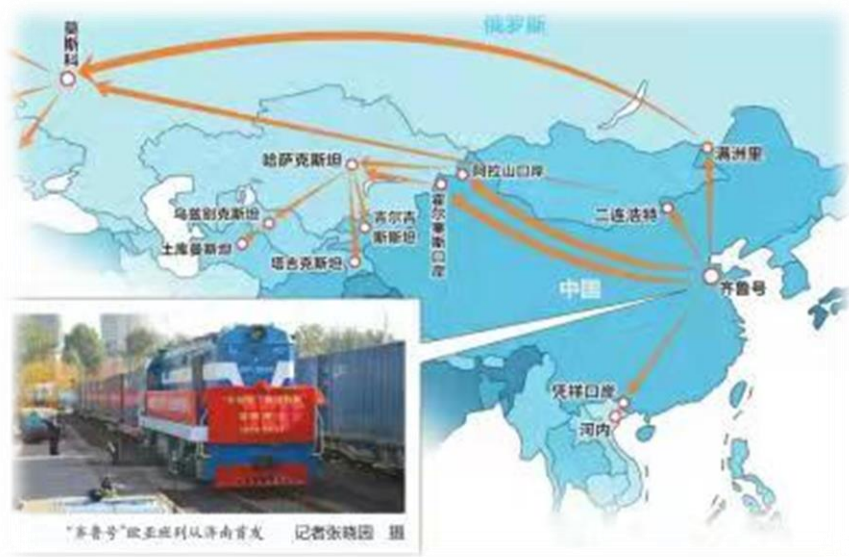 俄罗斯
莫斯科
满洲里
哈萨克斯坦
阿拉山口岸
霍尔果斯口岸
二连浩特
乌兹别克斯坦
吉尔吉
斯斯坦
土库曼斯坦
塔吉克斯坦
齐鲁号
中国
凭祥口岸
河内
“齐鲁号”欧亚班列从济南首发 记者张晓园 摄